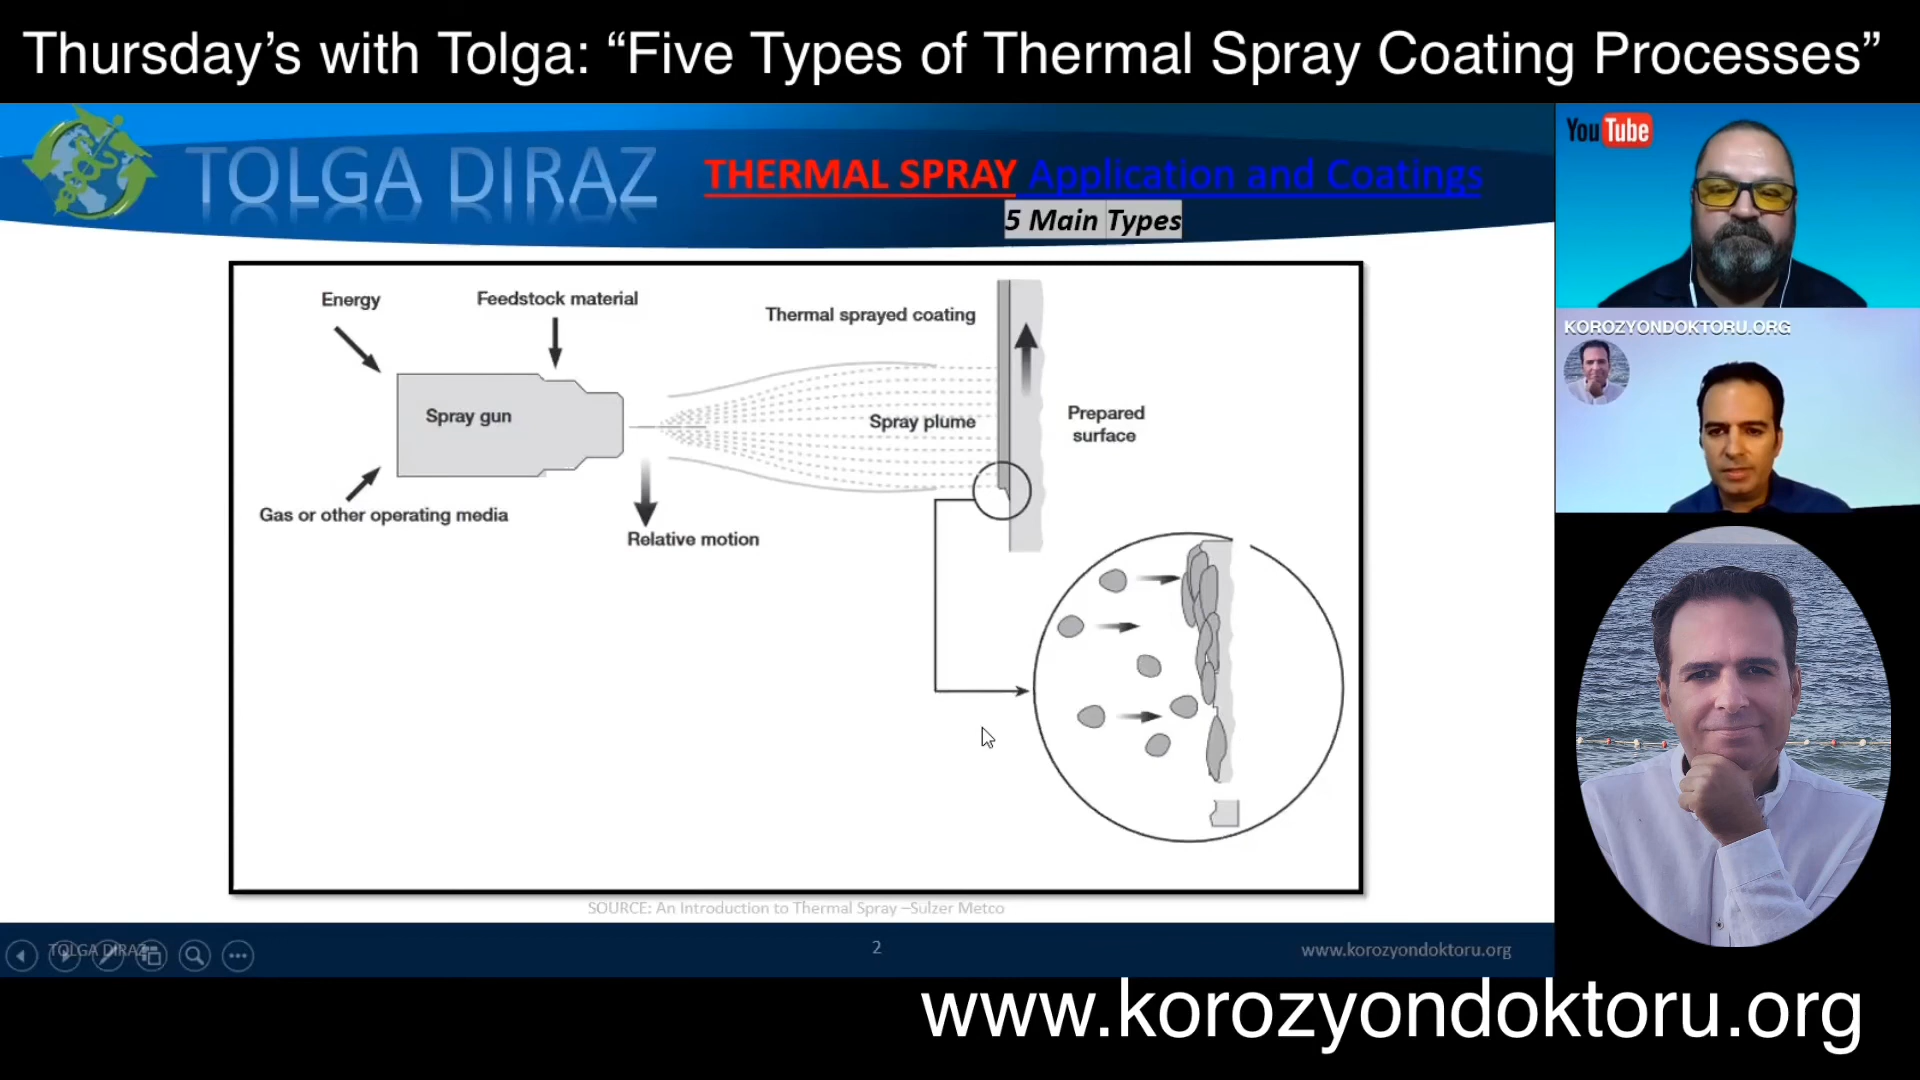 Thursday’s with Tolga: “Five Types of Thermal Spray Coating Processes”
TOLGA DIRAZ
THERMAL SPRAY Application and Coatings
5 Main Types
YouTube
KOROZYONDOKTORU.ORG
Energy
Feedstock material
Thermal sprayed coating
Spray gun
Spray plume
Prepared
surface
Gas or other operating media
Relative motion
SOURCE: An Introduction to Thermal Spray –Sulzer Metco
TOLGA DIRAZ
2
www.korozyondoktoru.org
www.korozyondoktoru.org